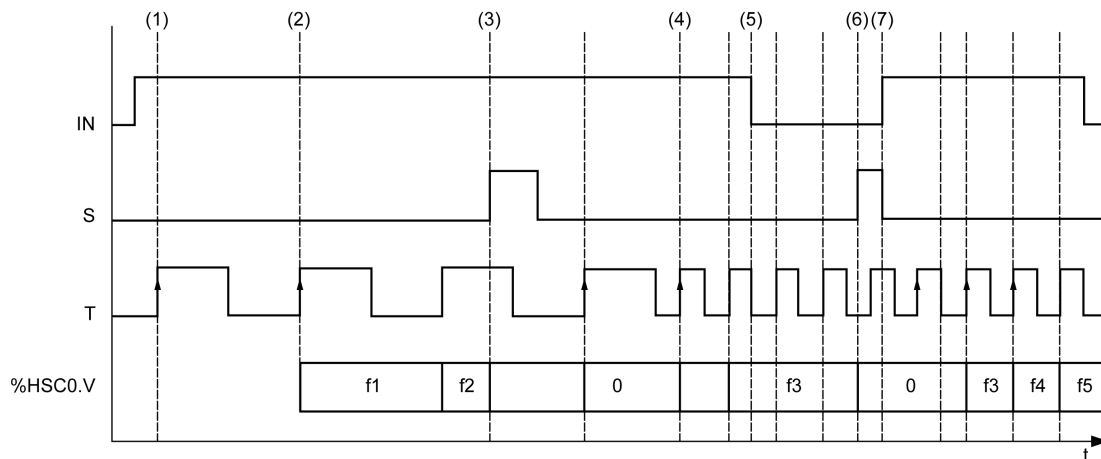 (1) (2) (3) (4) (5) (6) (7)
IN
S
T
%HSC0.V f1 f2 0 f3 0 f3 f4 f5
t